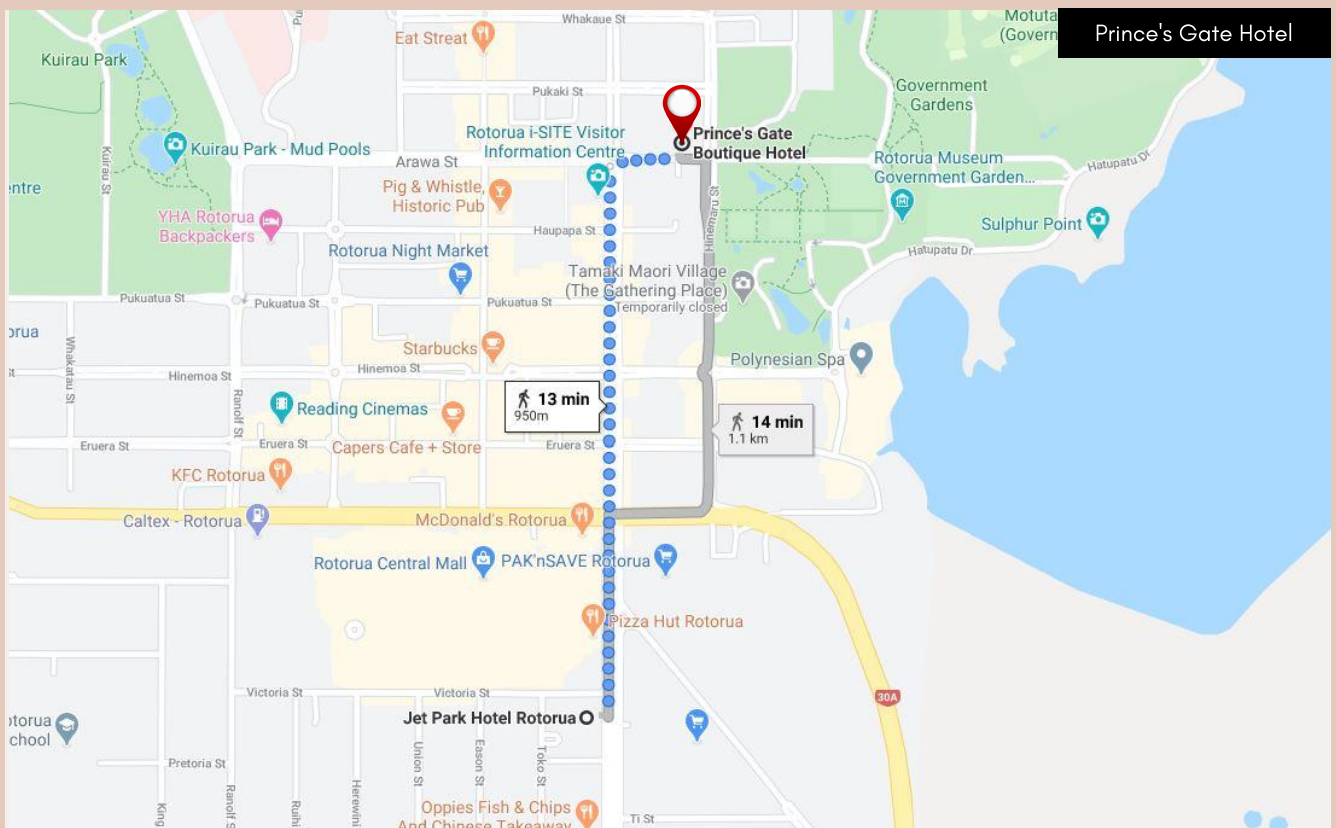 Prince's Gate Hotel
Whakaue St
Motuta
(Govern
Eat Streat
Kuirau Park
Pukaki St
Government
Gardens
Rotorua i-SITE Visitor
Information Centre
Prince's Gate
Boutique Hotel
Kuirau Park - Mud Pools
Arawa St
Rotorua Museum
Government Garden...
Hatupatu Dr
Kuirau St
entre
Pig & Whistle,
Historic Pub
YHA Rotorua
Backpackers
Hinemaru St
Sulphur Point
Haupapa St
Rotorua Night Market
Hatupatu Dr
Tamaki Maori Village
(The Gathering Place)
Temporarily closed
Pukuatua St
Pukuatua St
Pukuatua St
orua
Starbucks
Polynesian Spa
Whakatau St
Hinemoa St
Hinemoa St
Ranolf St
13 min
950m
Reading Cinemas
14 min
1.1 km
Eruera St
Eruera St
Capers Cafe + Store
Eruera St
KFC Rotorua
Caltex - Rotorua
McDonald's Rotorua
Rotorua Central Mall
PAK'nSAVE Rotorua
Pizza Hut Rotorua
Victoria St
Victoria St
30A
Jet Park Hotel Rotorua
otorua
chool
Pretoria St
Union St
Eason St
Toko St
King
Ranolf S
Ruihi
Herewini
Oppies Fish & Chips
And Chinese Takeaway
Ti St